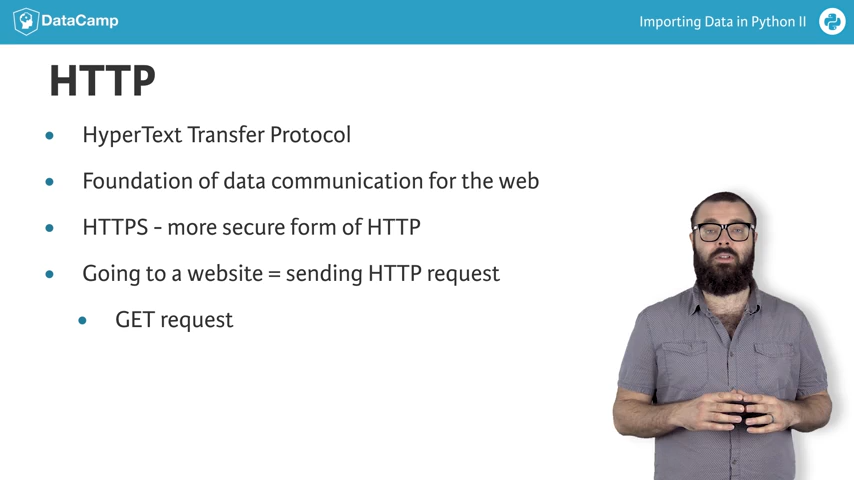 DataCamp
Importing Data in Python II
HTTP
HyperText Transfer Protocol
Foundation of data communication for the web
HTTPS - more secure form of HTTP
Going to a website = sending HTTP request
GET request